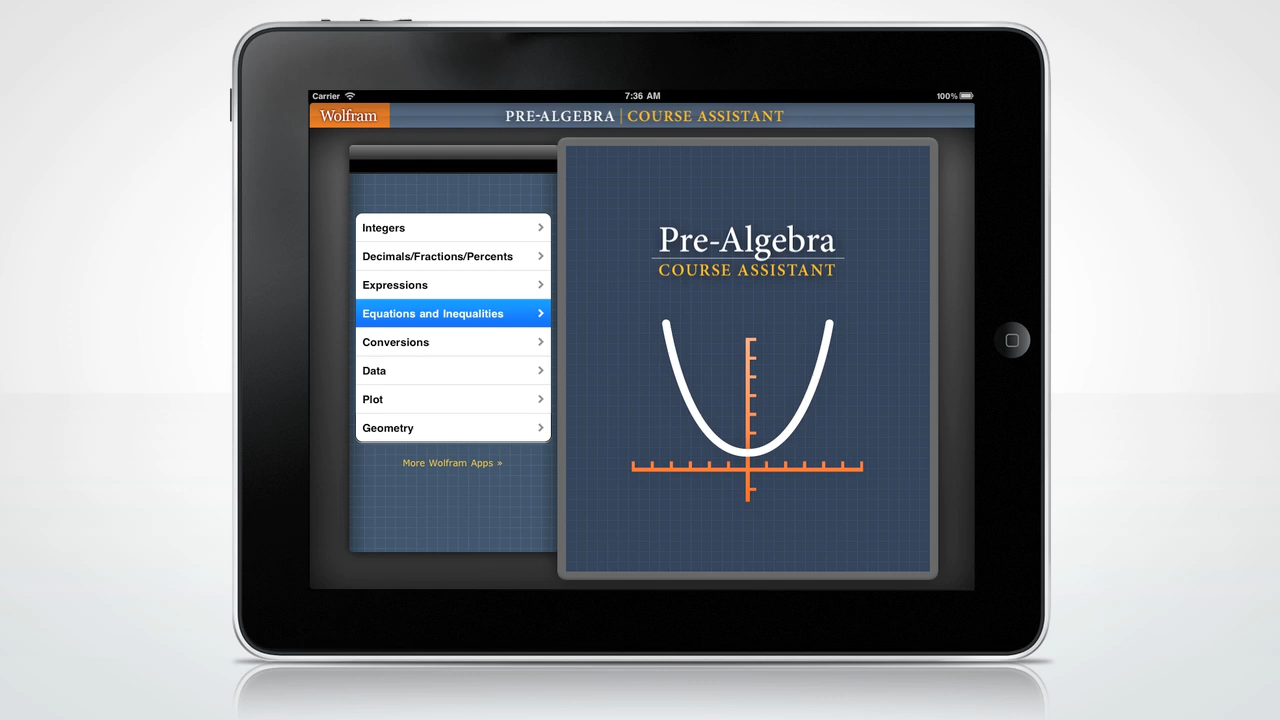 Carrier
7:36 AM
100%
Wolfram
PRE-ALGEBRA | COURSE ASSISTANT
Integers
Decimals/Fractions/Percents
Expressions
Equations and Inequalities
Conversions
Data
Plot
Geometry
More Wolfram Apps »
Pre-Algebra
COURSE ASSISTANT